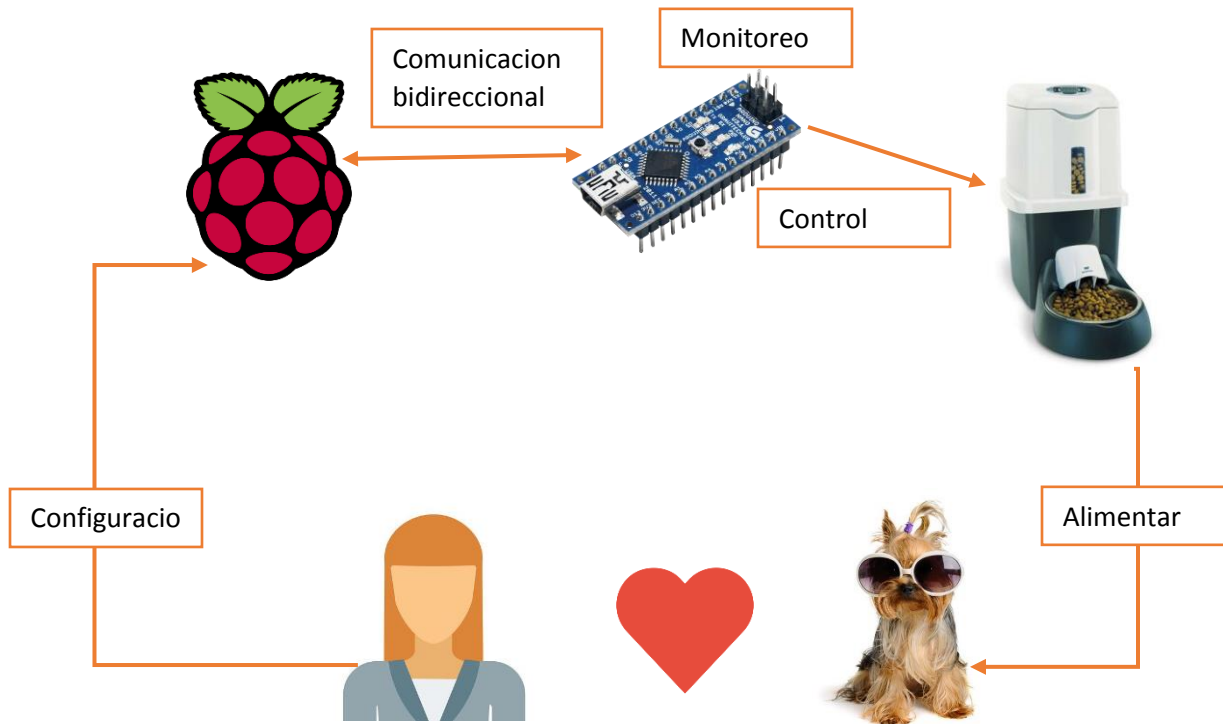 Comunicacion
bidireccional
Monitoreo
Control
Configuracio
Alimentar